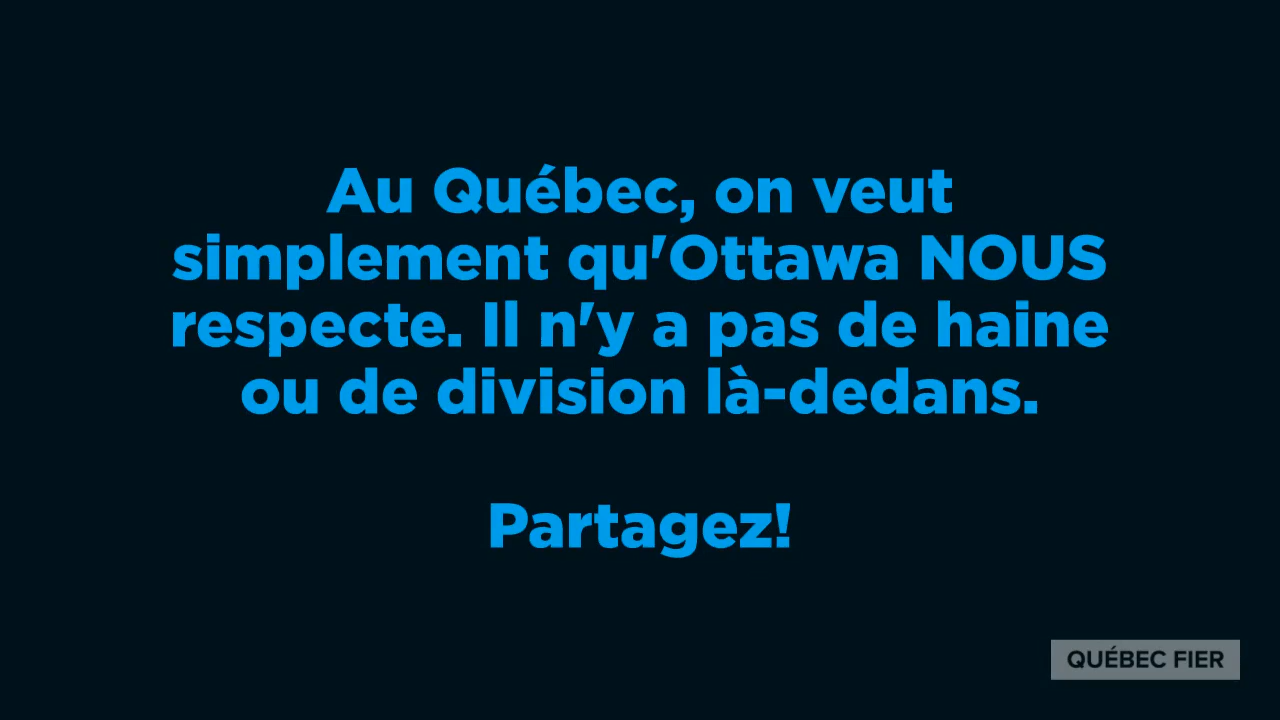 Au Québec, on veut
simplement qu'Ottawa NOUS
respecte. Il n'y a pas de haine
ou de division là-dedans.
Partagez!
QUÉBEC FIER